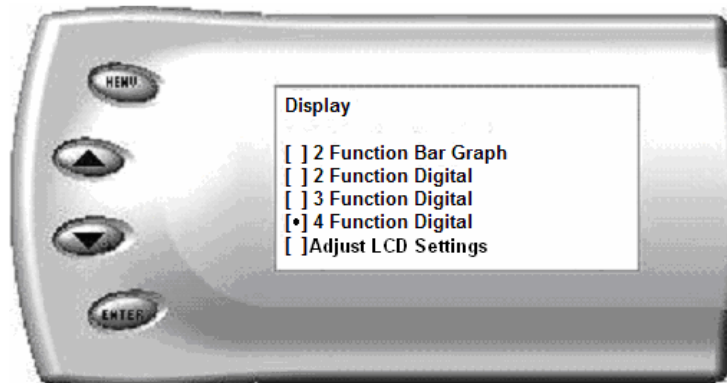 MENU
Display
[ ] 2 Function Bar Graph
[ ] 2 Function Digital
[ ] 3 Function Digital
[•] 4 Function Digital
[ ]Adjust LCD Settings
ENTER